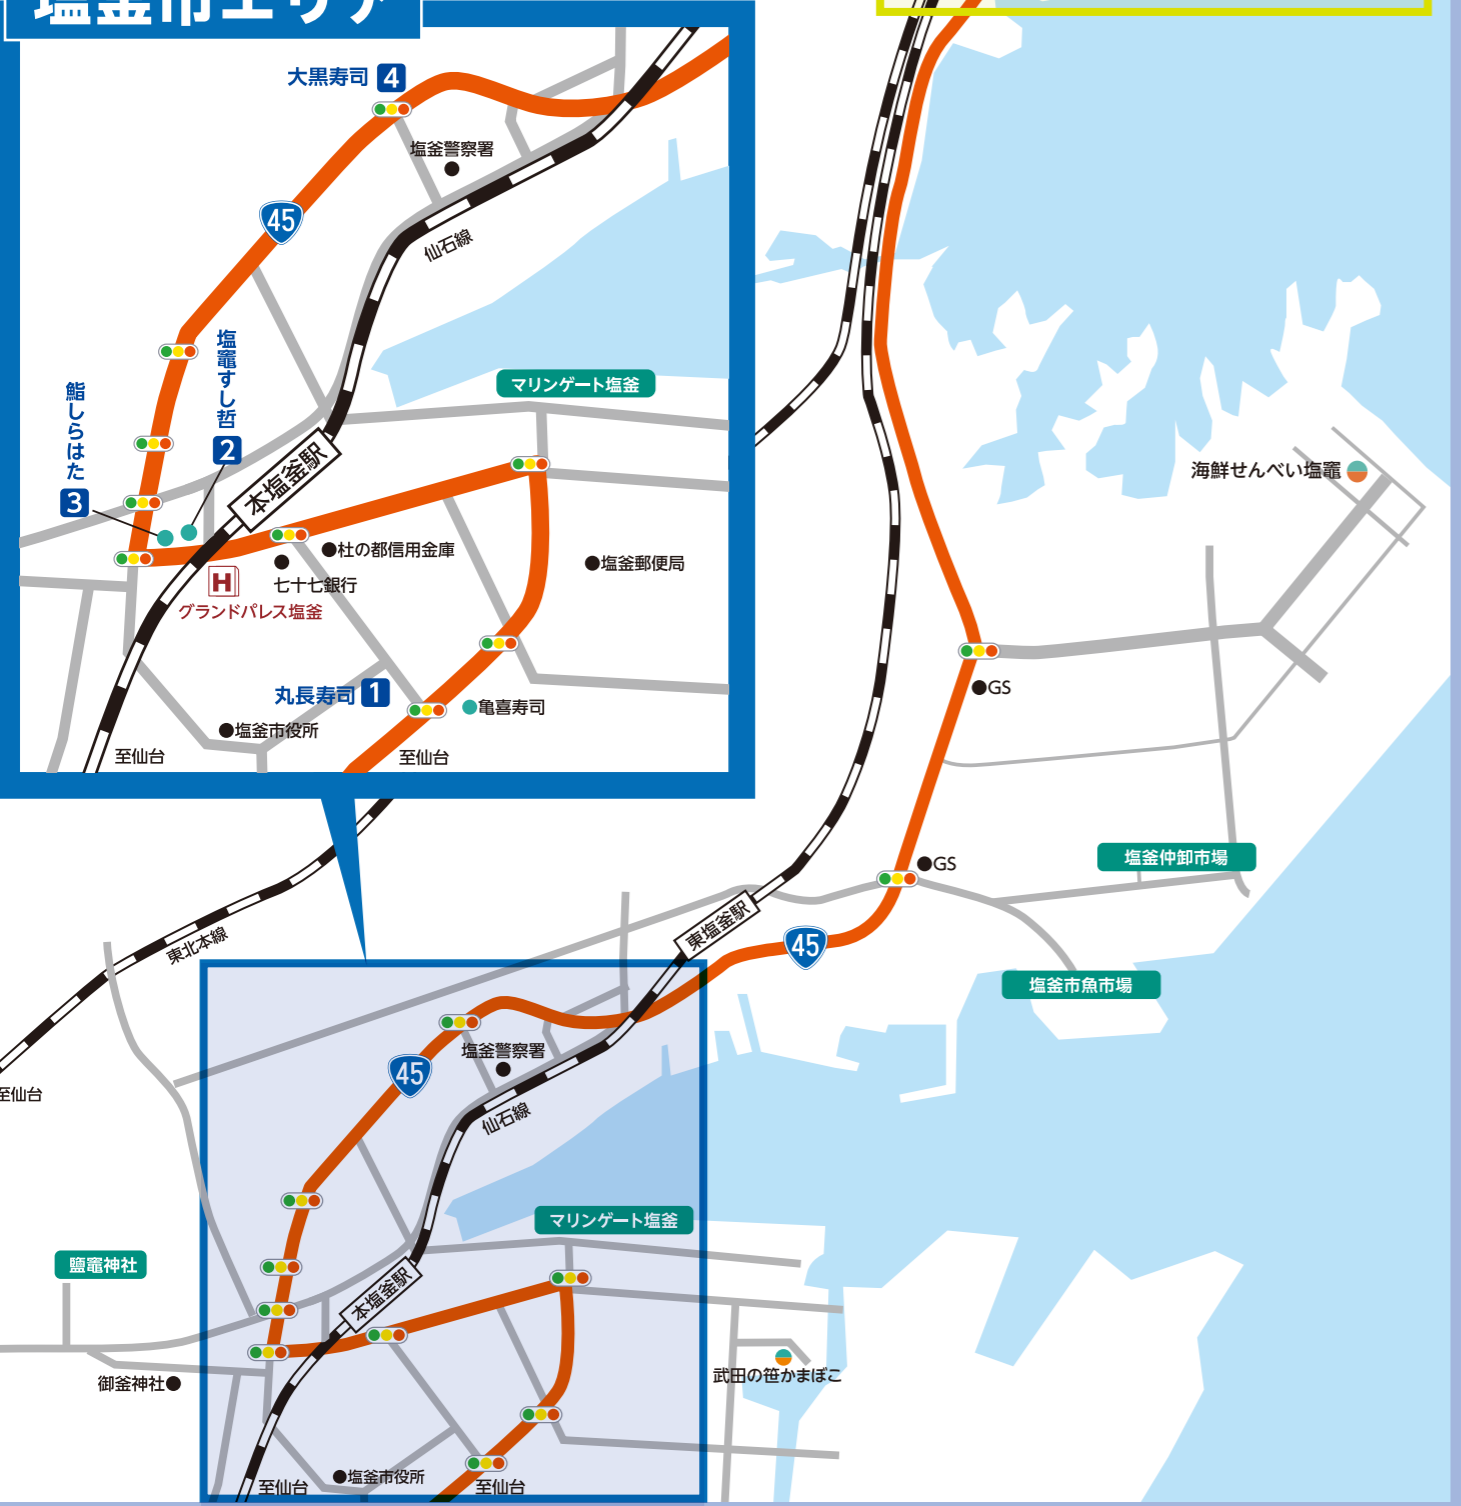 塩釜市エリア
大黒寿司 4
塩釜警察署
45
仙石線
塩竈すし哲
2
鮨しらはた
3
マリンゲート塩釜
本塩釜駅
杜の都信用金庫
七十七銀行
塩釜郵便局
H
グランドパレス塩釜
丸長寿司 1
亀喜寿司
塩釜市役所
至仙台
至仙台
海鮮せんべい塩竈
GS
GS
塩釜仲卸市場
東塩釜駅
45
塩釜市魚市場
東北本線
至仙台
塩釜警察署
45
仙石線
マリンゲート塩釜
鹽竈神社
本塩釜駅
御釜神社
武田の笹かまぼこ
塩釜市役所
至仙台
至仙台